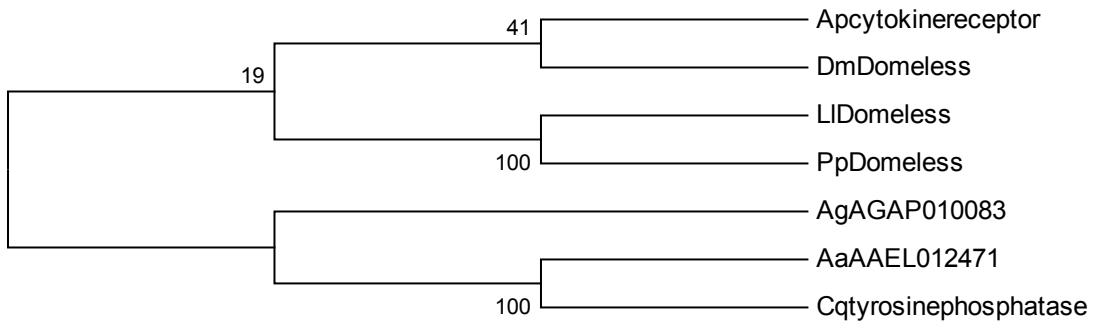 Apcytokinereceptor
41
DmDomeless
19
LlDomeless
PpDomeless
100
AgAGAP010083
AaAAEL012471
Cqtyrosinephosphatase
100